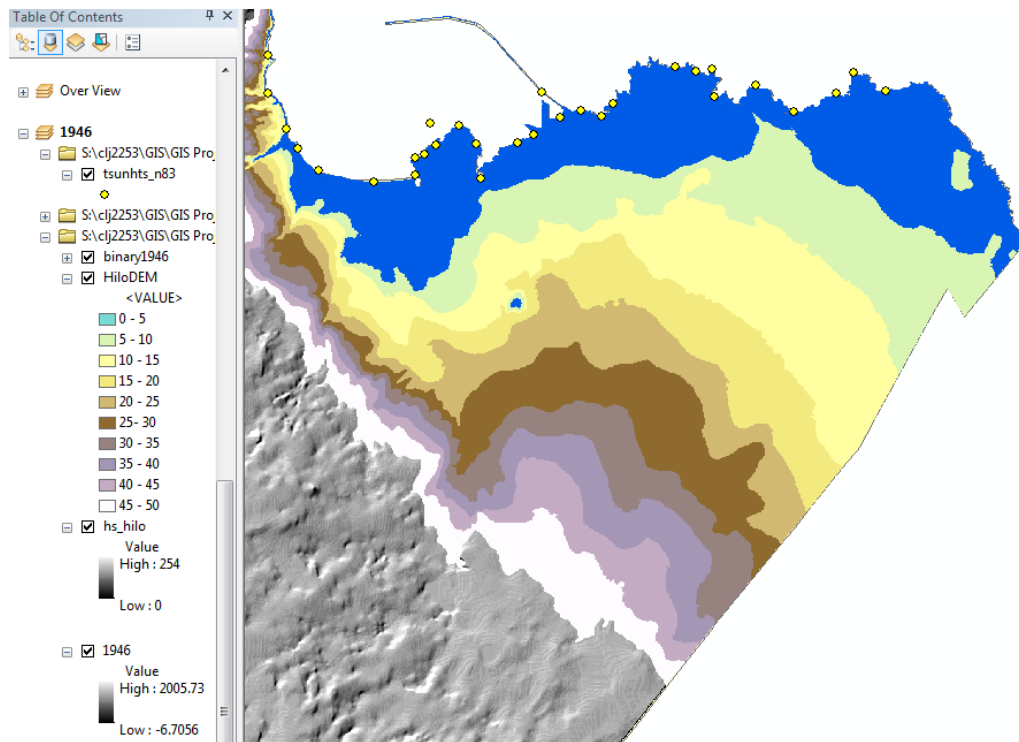 Table Of Contents
Over View
1946
S:\clj2253\GIS\GIS Proj
tsunhts_n83
S:\clj2253\GIS\GIS Proj
S:\clj2253\GIS\GIS Proj
binary1946
HiloDEM
<VALUE>
0 - 5
5 - 10
10 - 15
15 - 20
20 - 25
25- 30
30 - 35
35 - 40
40 - 45
45 - 50
hs_hilo
Value
High : 254
Low : 0
1946
Value
High : 2005.73
Low : -6.7056